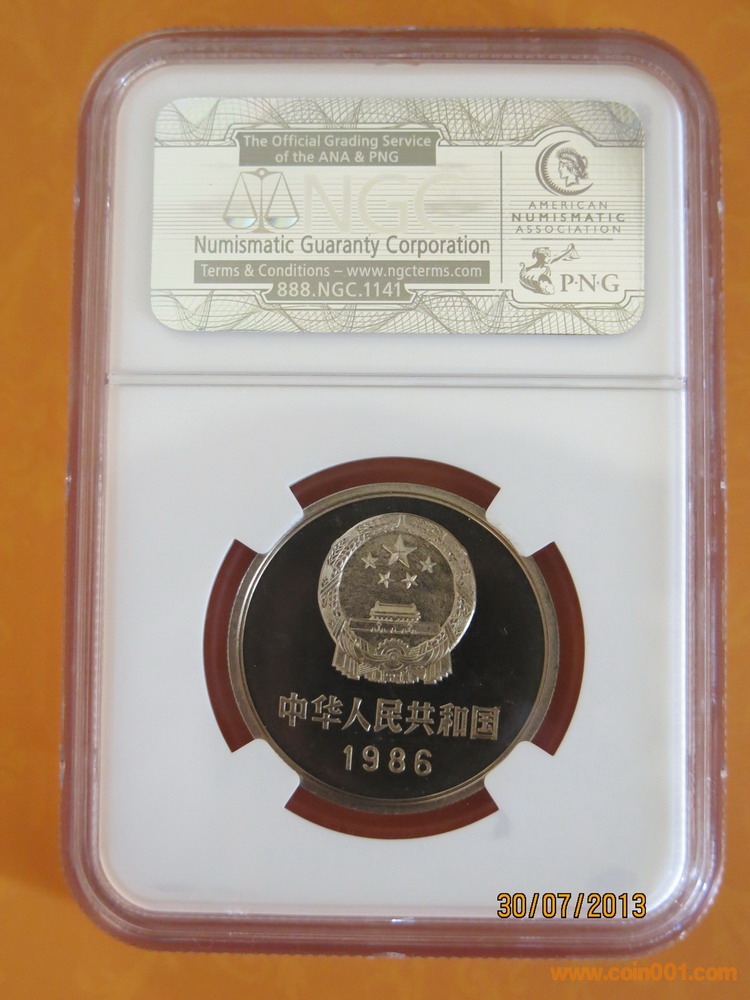 The Official Grading Service
of the ANA & PNG
NGC
Numismatic Guaranty Corporation
Terms & Conditions – www.ngcterms.com
888.NGC.1141
AMERICAN
NUMISMATIC
ASSOCIATION
P·N·G
中华人民共和国
1986
30/07/2013
www.coin001.com